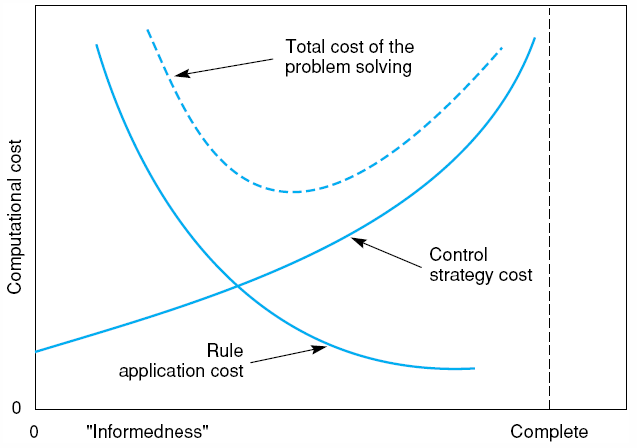 Total cost of the
problem solving
Computational cost
Control
strategy cost
Rule
application cost
0
0
"Informedness"
Complete